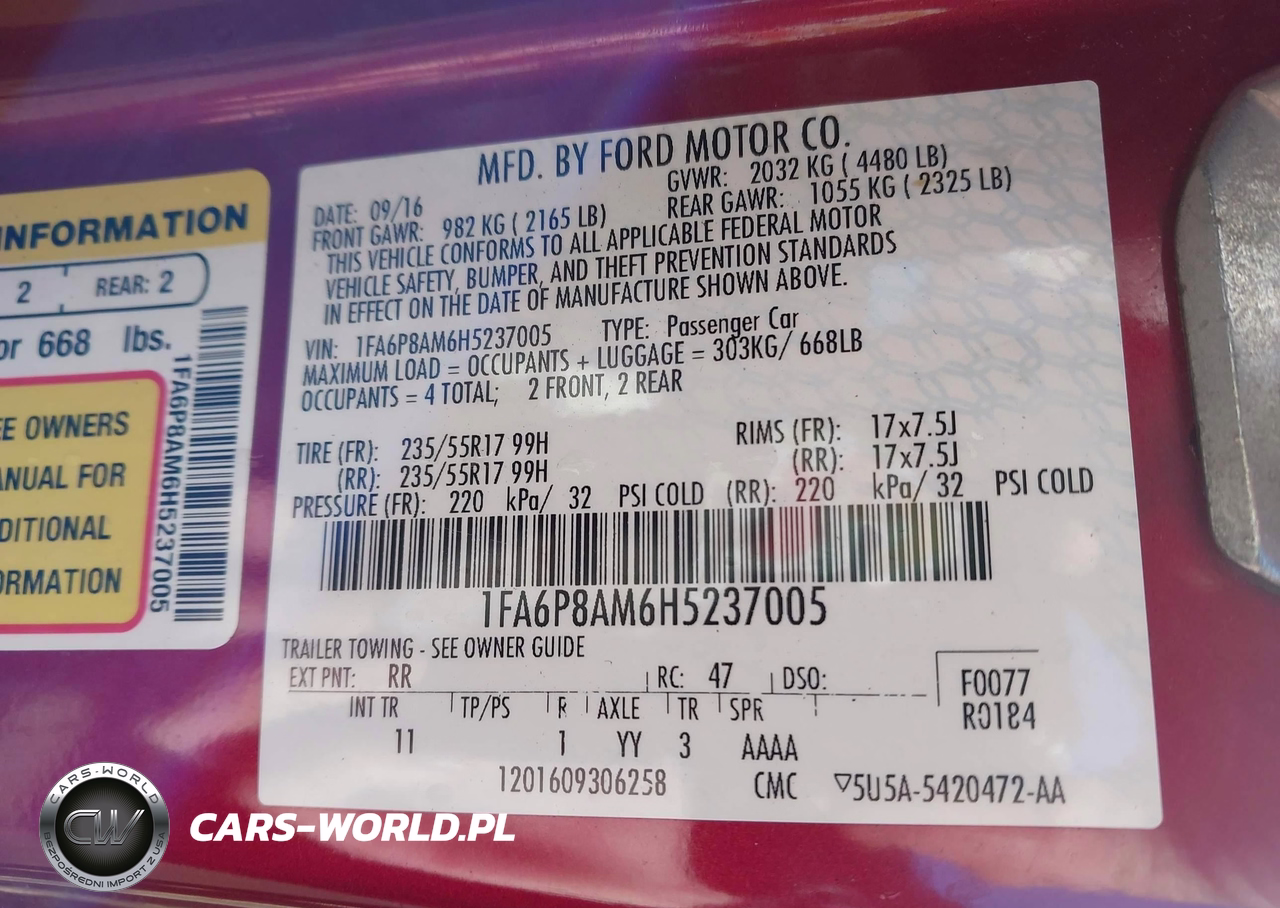 INFORMATION
2 REAR: 2
or 668 lbs.
EE OWNERS
ANUAL FOR
DITIONAL
ORMATION
1FA6P8AM6H5237005
MFD. BY FORD MOTOR CO.
DATE: 09/16 GVWR: 2032 KG ( 4480 LB)
FRONT GAWR: 982 KG ( 2165 LB) REAR GAWR: 1055 KG ( 2325 LB)
THIS VEHICLE CONFORMS TO ALL APPLICABLE FEDERAL MOTOR
VEHICLE SAFETY, BUMPER, AND THEFT PREVENTION STANDARDS
IN EFFECT ON THE DATE OF MANUFACTURE SHOWN ABOVE.
VIN: 1FA6P8AM6H5237005 TYPE: Passenger Car
MAXIMUM LOAD = OCCUPANTS + LUGGAGE = 303KG/ 668LB
OCCUPANTS = 4 TOTAL; 2 FRONT, 2 REAR
TIRE (FR): 235/55R17 99H RIMS (FR): 17x7.5J
(RR): 235/55R17 99H (RR): 17x7.5J
PRESSURE (FR): 220 kPa/ 32 PSI COLD (RR): 220 kPa/ 32 PSI COLD
1FA6P8AM6H5237005
TRAILER TOWING - SEE OWNER GUIDE
EXT PNT: RR RC: 47 DSO: F0077
R0184
INT TR TP/PS R AXLE TR SPR
11 1 YY 3 AAAA
1201609306258 CMC ▽5U5A-5420472-AA
CARS-WORLD
CW
BEZPOŚREDNI IMPORT Z USA
CARS-WORLD.PL